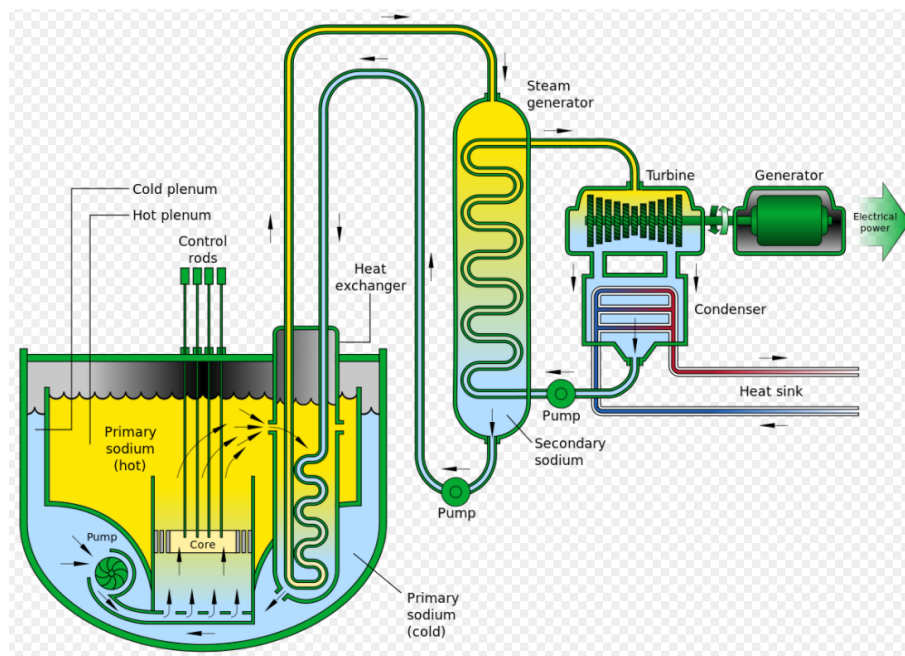 Steam
generator
Turbine
Generator
Cold plenum
Hot plenum
Electrical
power
Control
rods
Heat
exchanger
Condenser
Heat sink
Pump
Primary
sodium
(hot)
Secondary
sodium
Pump
Pump
Core
Primary
sodium
(cold)